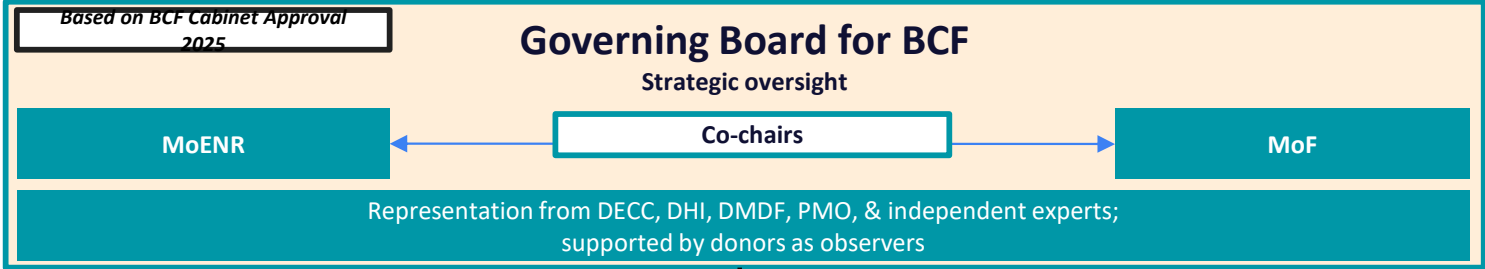 Based on BCF Cabinet Approval
2025
Governing Board for BCF
Strategic oversight
MoENR
Co-chairs
MoF
Representation from DECC, DHI, DMDF, PMO, & independent experts;
supported by donors as observers